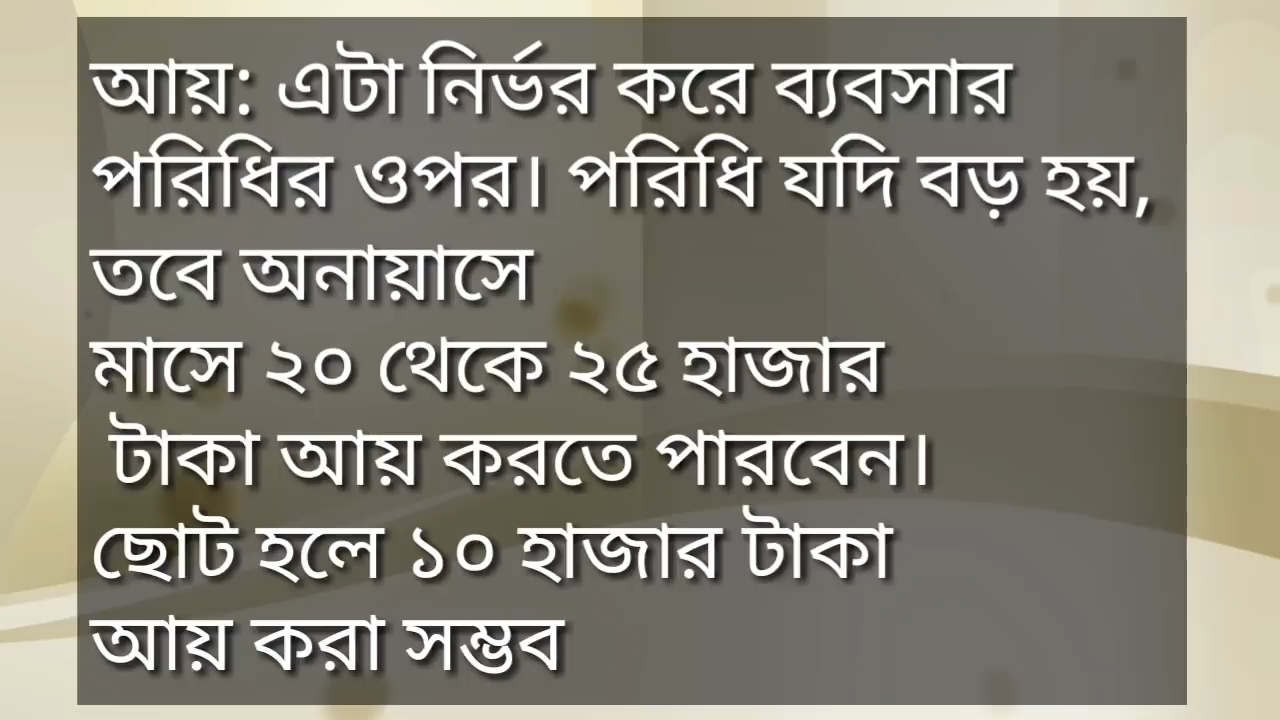 আয়: এটা নির্ভর করে ব্যবসার
পরিধির ওপর। পরিধি যদি বড় হয়,
তবে অনায়াসে
মাসে ২০ থেকে ২৫ হাজার
টাকা আয় করতে পারবেন।
ছোট হলে ১০ হাজার টাকা
আয় করা সম্ভব